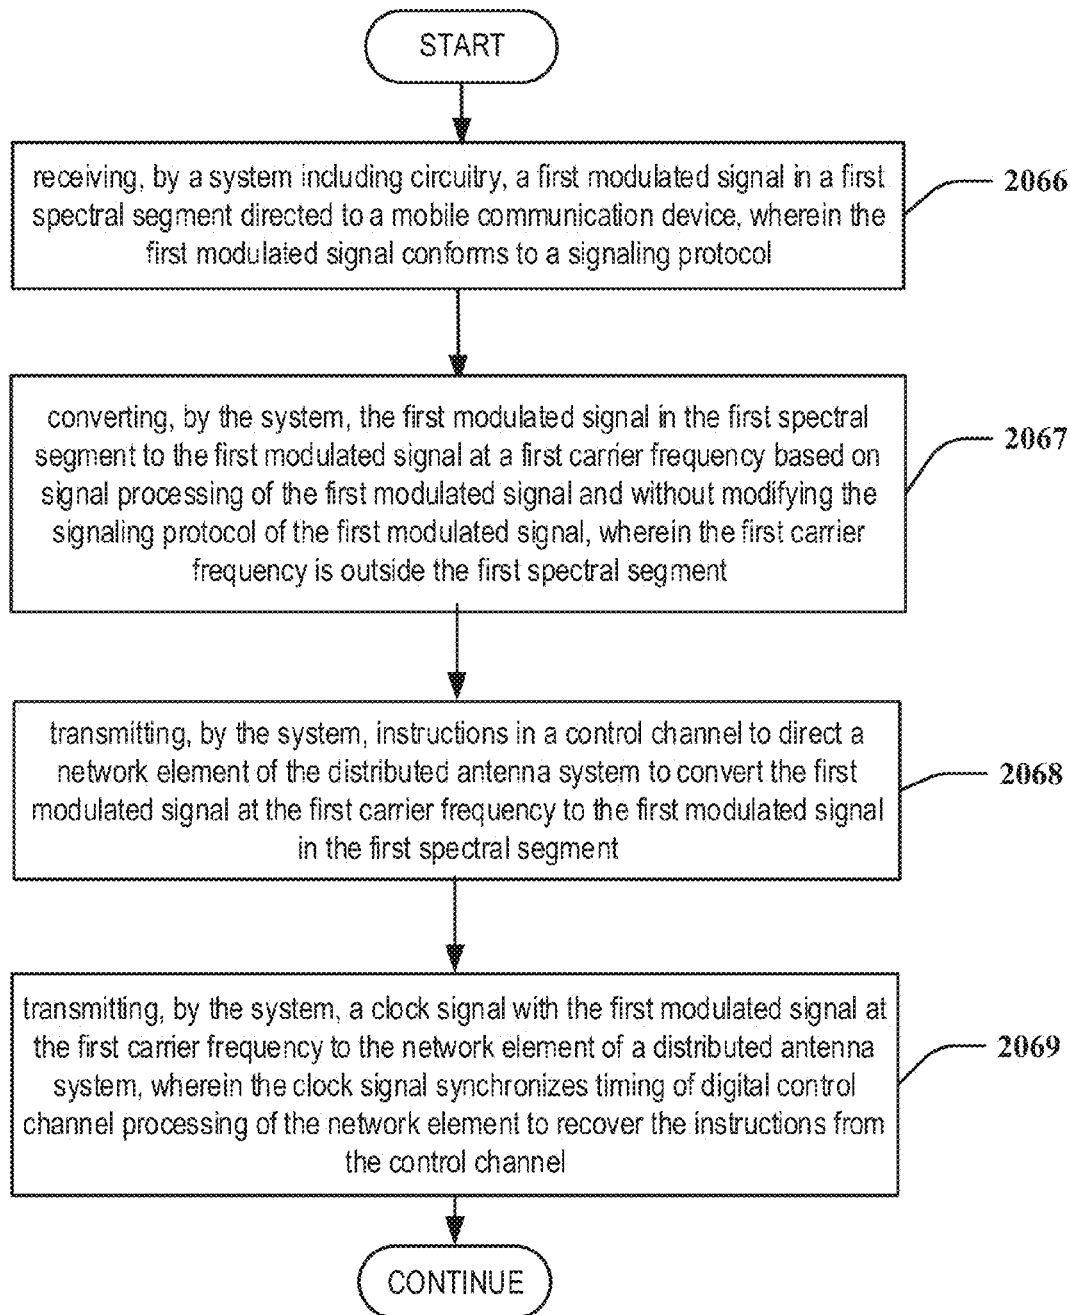 START
receiving, by a system including circuitry, a first modulated signal in a first
spectral segment directed to a mobile communication device, wherein the
first modulated signal conforms to a signaling protocol
2066
converting, by the system, the first modulated signal in the first spectral
segment to the first modulated signal at a first carrier frequency based on
signal processing of the first modulated signal and without modifying the
signaling protocol of the first modulated signal, wherein the first carrier
frequency is outside the first spectral segment
2067
transmitting, by the system, instructions in a control channel to direct a
network element of the distributed antenna system to convert the first
modulated signal at the first carrier frequency to the first modulated signal
in the first spectral segment
2068
transmitting, by the system, a clock signal with the first modulated signal at
the first carrier frequency to the network element of a distributed antenna
system, wherein the clock signal synchronizes timing of digital control
channel processing of the network element to recover the instructions from
the control channel
2069
CONTINUE